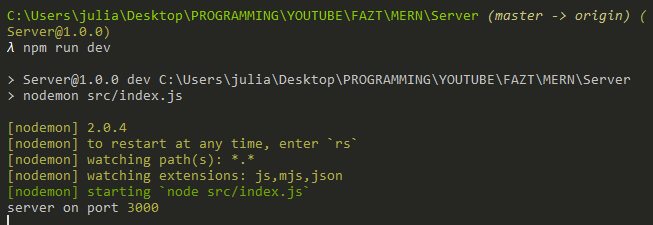 C:\Users\julia\Desktop\PROGRAMMING\YOUTUBE\FAZT\MERN\Server (master -> origin) (
Server@1.0.0)
λ npm run dev
> Server@1.0.0 dev C:\Users\julia\Desktop\PROGRAMMING\YOUTUBE\FAZT\MERN\Server
> nodemon src/index.js
[nodemon] 2.0.4
[nodemon] to restart at any time, enter `rs`
[nodemon] watching path(s): *.*
[nodemon] watching extensions: js,mjs,json
[nodemon] starting `node src/index.js`
server on port 3000